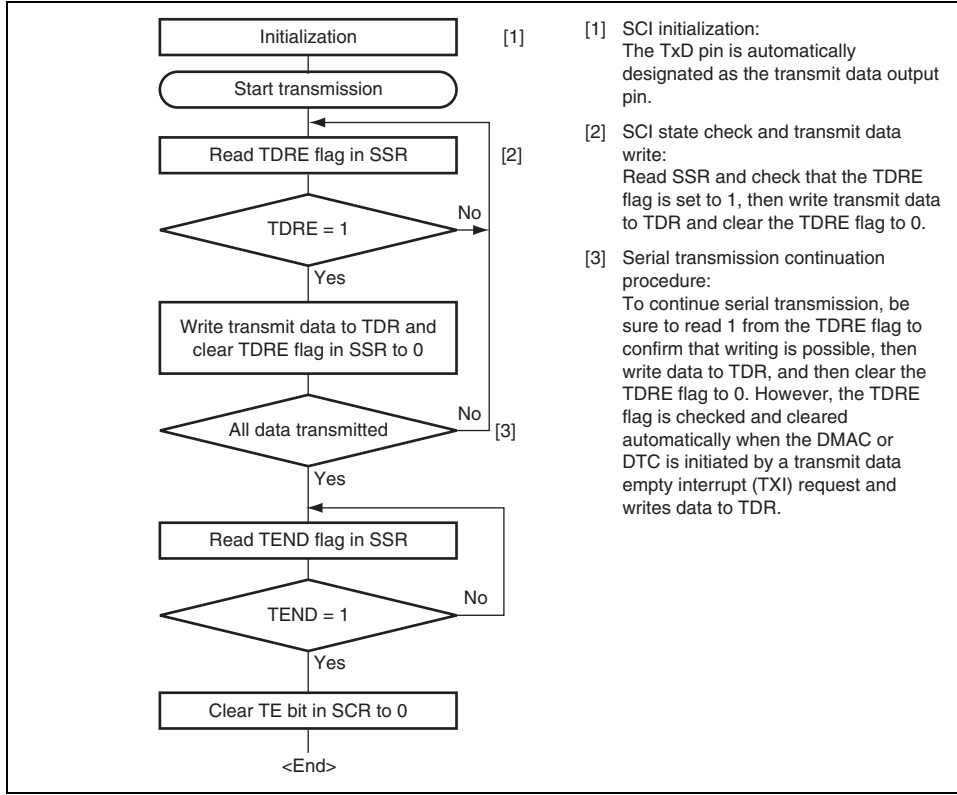 Initialization
[1]
Start transmission
Read TDRE flag in SSR
[2]
TDRE = 1
No
Yes
Write transmit data to TDR and
clear TDRE flag in SSR to 0
All data transmitted
No
[3]
Yes
Read TEND flag in SSR
TEND = 1
No
Yes
Clear TE bit in SCR to 0
<End>
[1] SCI initialization:
The TxD pin is automatically
designated as the transmit data output
pin.
[2] SCI state check and transmit data
write:
Read SSR and check that the TDRE
flag is set to 1, then write transmit data
to TDR and clear the TDRE flag to 0.
[3] Serial transmission continuation
procedure:
To continue serial transmission, be
sure to read 1 from the TDRE flag to
confirm that writing is possible, then
write data to TDR, and then clear the
TDRE flag to 0. However, the TDRE
flag is checked and cleared
automatically when the DMAC or
DTC is initiated by a transmit data
empty interrupt (TXI) request and
writes data to TDR.